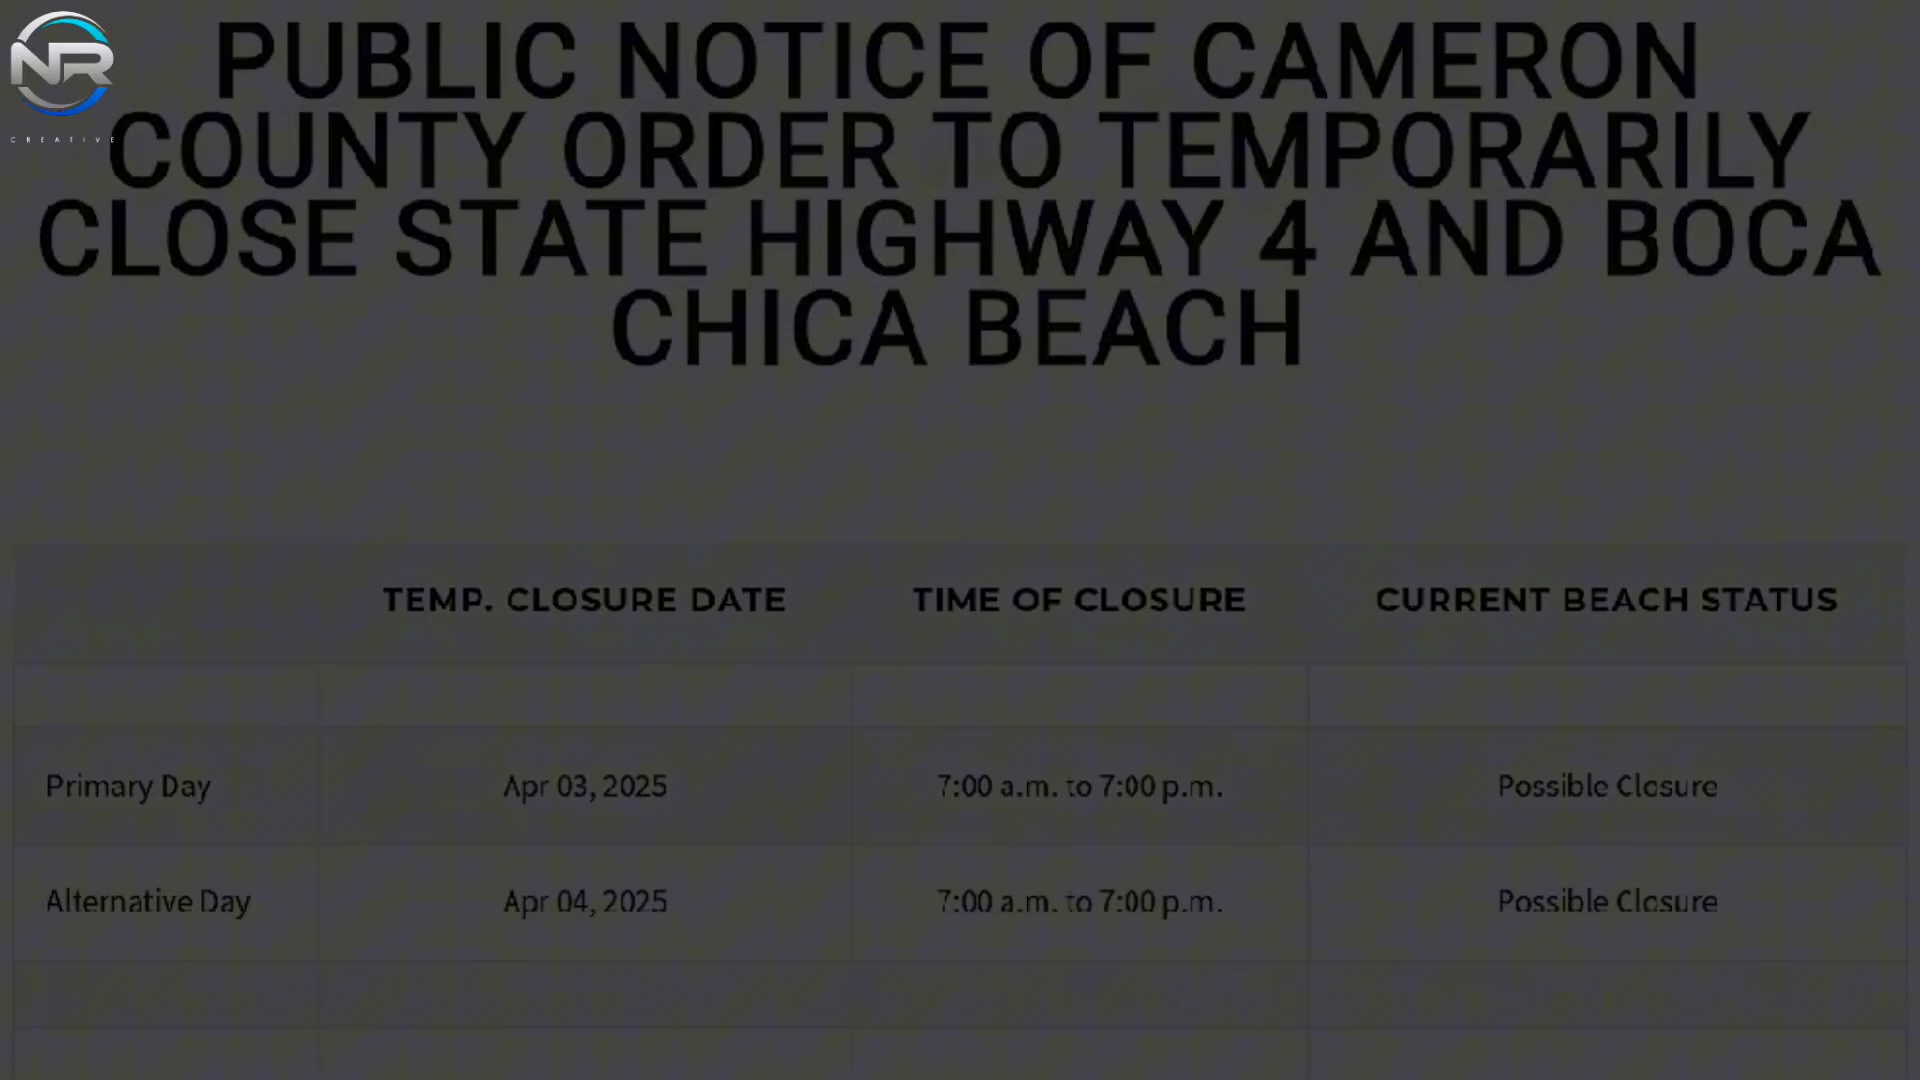 NR
CREATIVE
PUBLIC NOTICE OF CAMERON
COUNTY ORDER TO TEMPORARILY
CLOSE STATE HIGHWAY 4 AND BOCA
CHICA BEACH
TEMP. CLOSURE DATE TIME OF CLOSURE CURRENT BEACH STATUS
Primary Day Apr 03, 2025 7:00 a.m. to 7:00 p.m. Possible Closure
Alternative Day Apr 04, 2025 7:00 a.m. to 7:00 p.m. Possible Closure